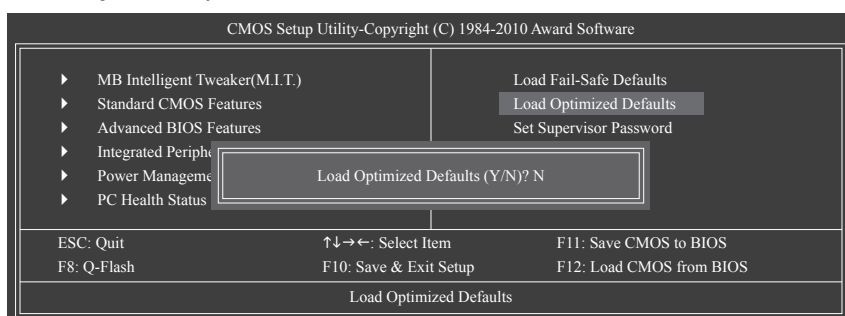 CMOS Setup Utility-Copyright (C) 1984-2010 Award Software
MB Intelligent Tweaker(M.I.T.)
Standard CMOS Features
Advanced BIOS Features
Integrated Periphe
Power Manageme
PC Health Status
Load Fail-Safe Defaults
Load Optimized Defaults
Set Supervisor Password
Load Optimized Defaults (Y/N)? N
ESC: Quit
↑↓→←: Select Item
F11: Save CMOS to BIOS
F8: Q-Flash
F10: Save & Exit Setup
F12: Load CMOS from BIOS
Load Optimized Defaults